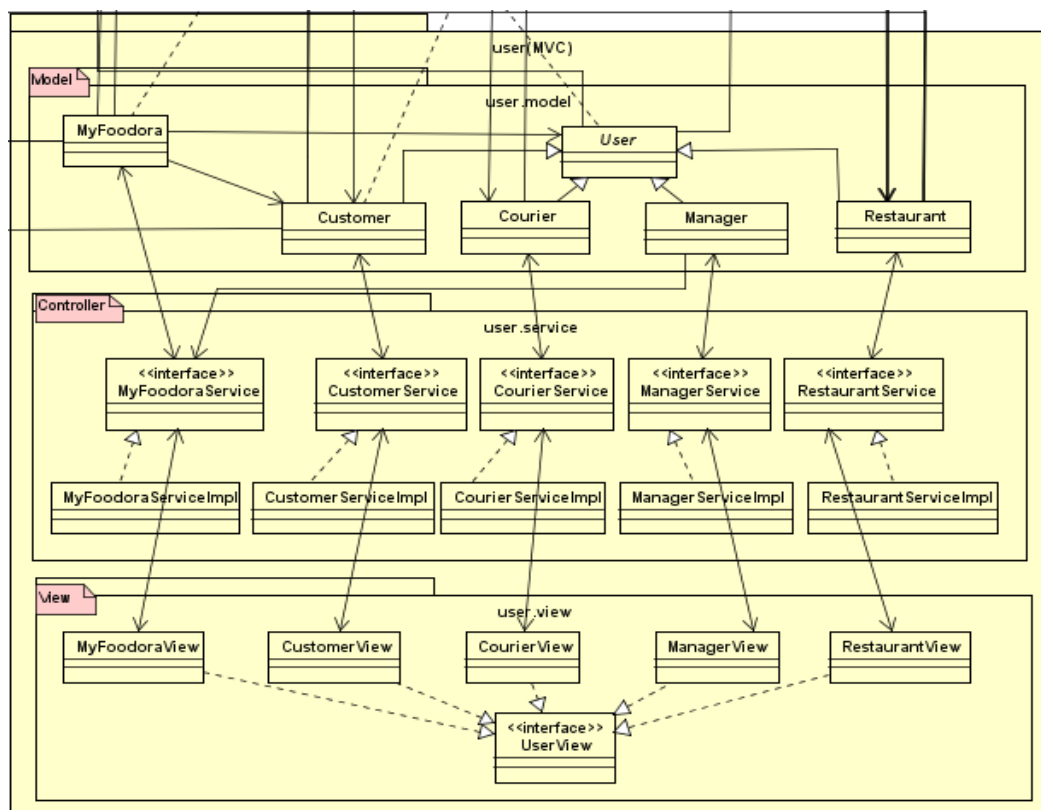 user(MVC)
Model
user.model
MyFoodora
User
Customer
Courier
Manager
Restaurant
Controller
user.service
<<interface>>
MyFoodoraService
<<interface>>
CustomerService
<<interface>>
CourierService
<<interface>>
ManagerService
<<interface>>
RestaurantService
MyFoodoraServiceImpl
CustomerServiceImpl
CourierServiceImpl
ManagerServiceImpl
RestaurantServiceImpl
View
user.view
MyFoodoraView
CustomerView
CourierView
ManagerView
RestaurantView
<<interface>>
UserView